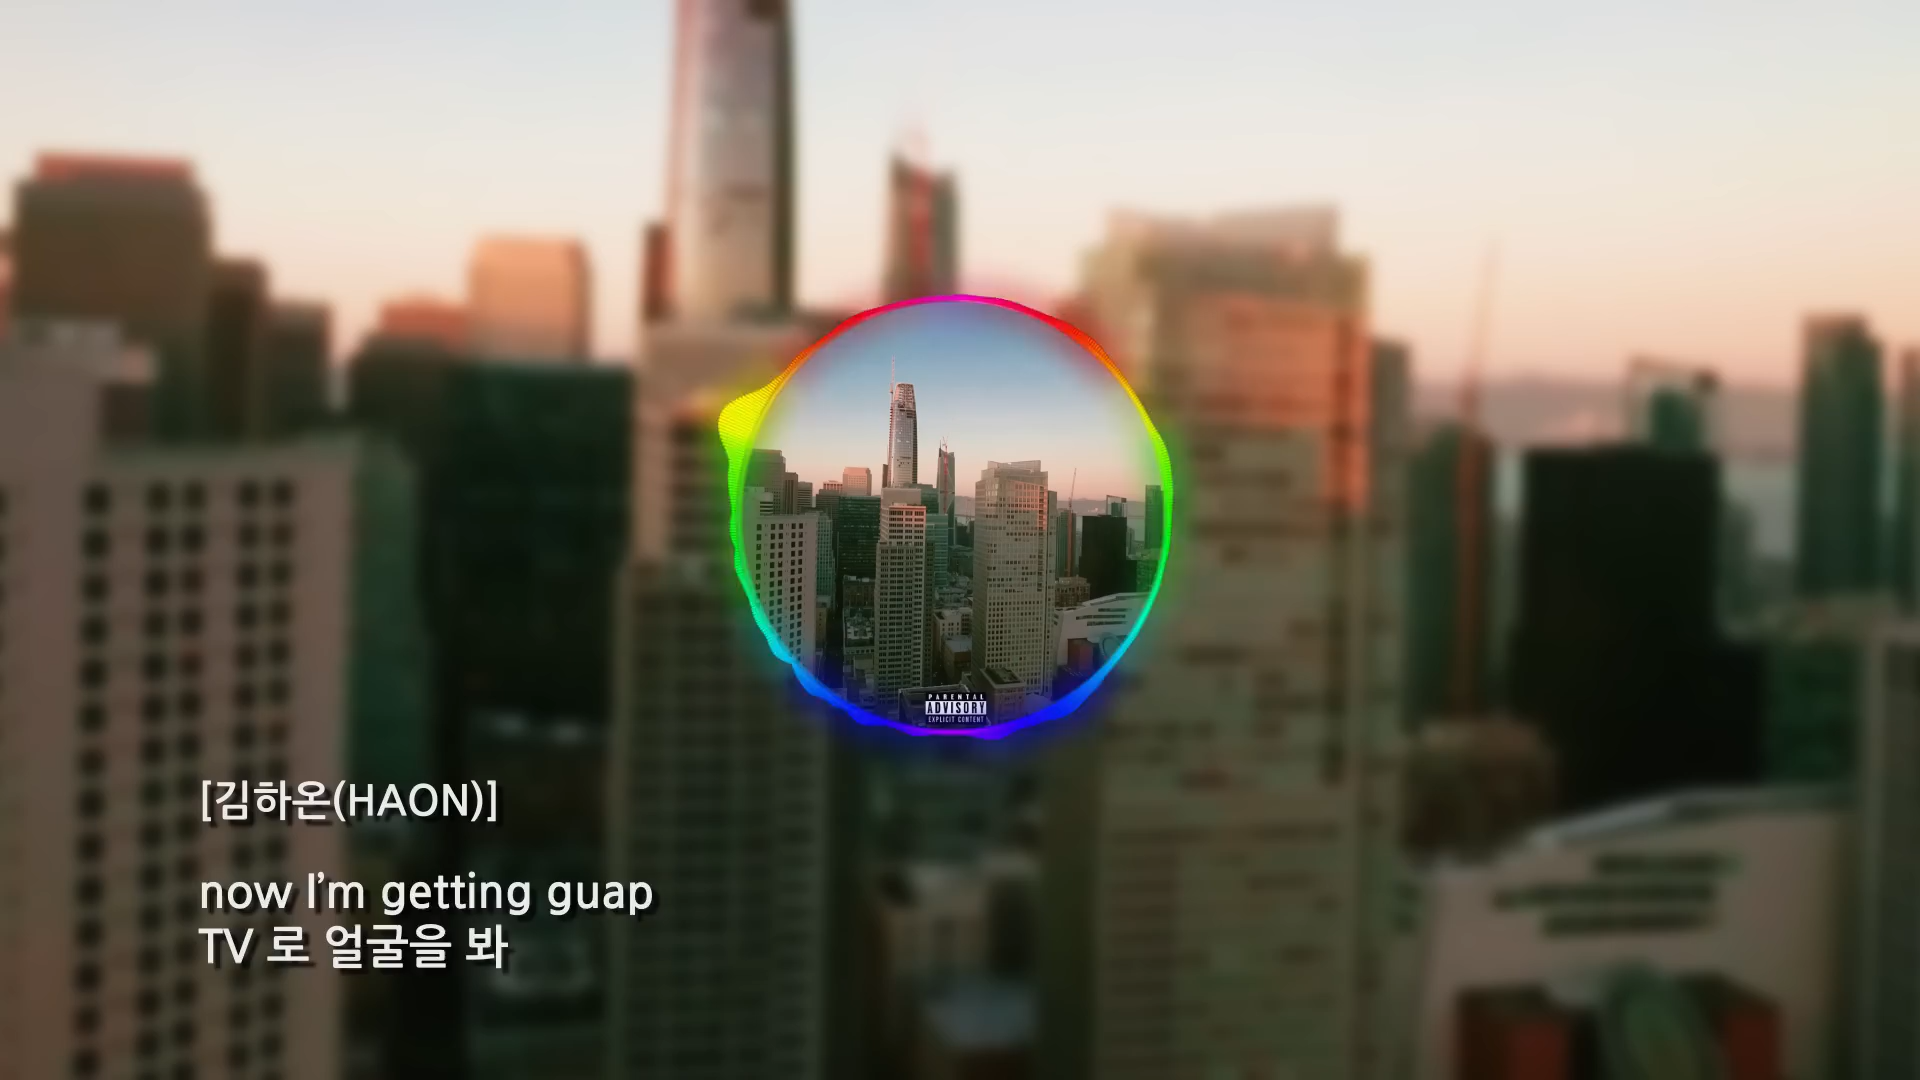 PARENTAL
ADVISORY
EXPLICIT CONTENT
[김하온(HAON)]
now I'm getting guap
TV 로 얼굴을 봐